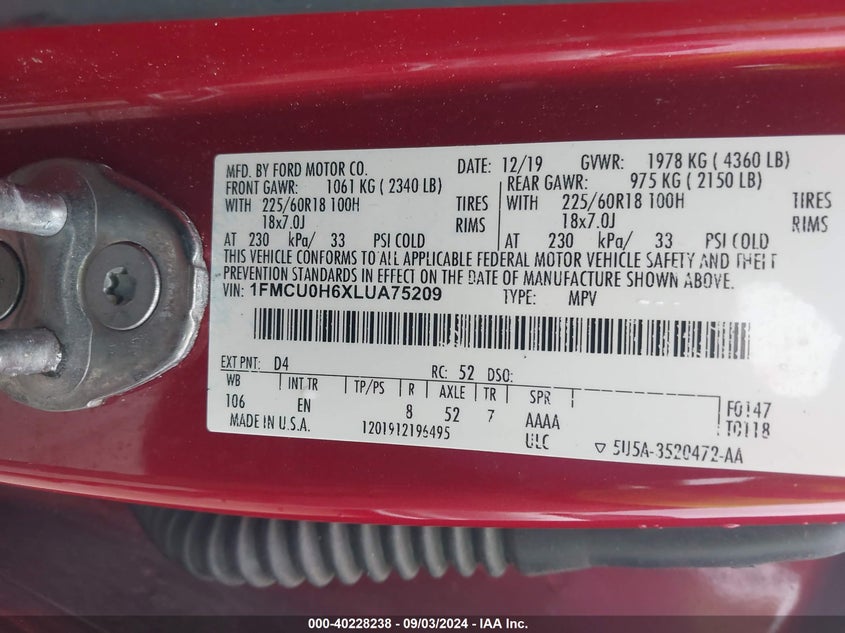 MFD. BY FORD MOTOR CO. DATE: 12/19 GVWR: 1978 KG ( 4360 LB)
FRONT GAWR: 1061 KG ( 2340 LB) REAR GAWR: 975 KG ( 2150 LB)
WITH 225/60R18 100H TIRES WITH 225/60R18 100H TIRES
18x7.0J RIMS 18x7.0J RIMS
AT 230 kPa/ 33 PSI COLD AT 230 kPa/ 33 PSI COLD
THIS VEHICLE CONFORMS TO ALL APPLICABLE FEDERAL MOTOR VEHICLE SAFETY AND THEFT
PREVENTION STANDARDS IN EFFECT ON THE DATE OF MANUFACTURE SHOWN ABOVE.
VIN: 1FMCU0H6XLUA75209 TYPE: MPV
EXT PNT: D4 RC: 52 DSO:
WB INT TR TP/PS R AXLE TR SPR
106 EN 8 52 7 AAAA F0147
MADE IN U.S.A. 1201912196495 ULC T0118
▽ 5U5A-3520472-AA
000-40228238 - 09/03/2024 - IAA Inc.